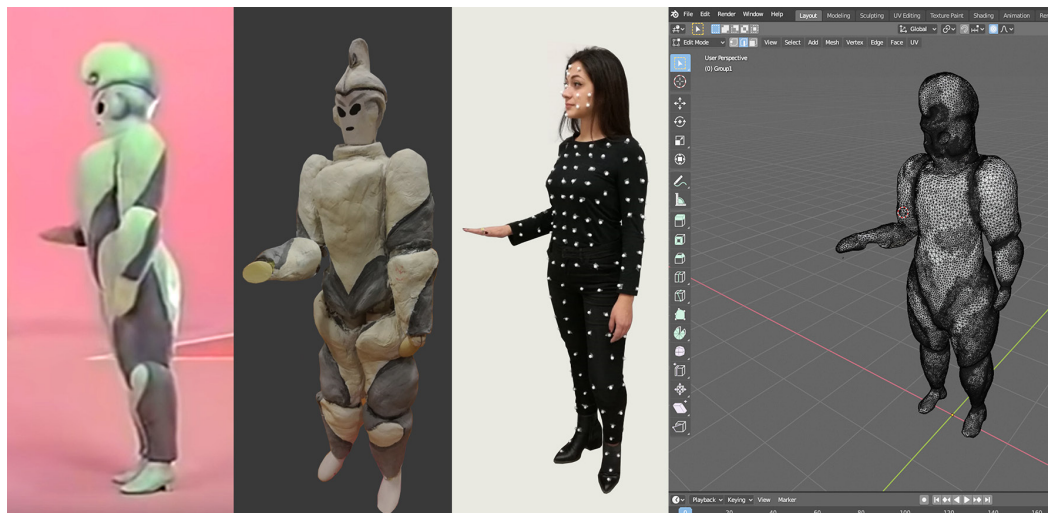 File Edit Render Window Help Layout Modeling Sculpting UV Editing Texture Paint Shading Animation
Global
Edit Mode View Select Add Mesh Vertex Edge Face UV
User Perspective
(0) Group1
Playback Keying View Marker
20 40 60 80 100 120 140 160